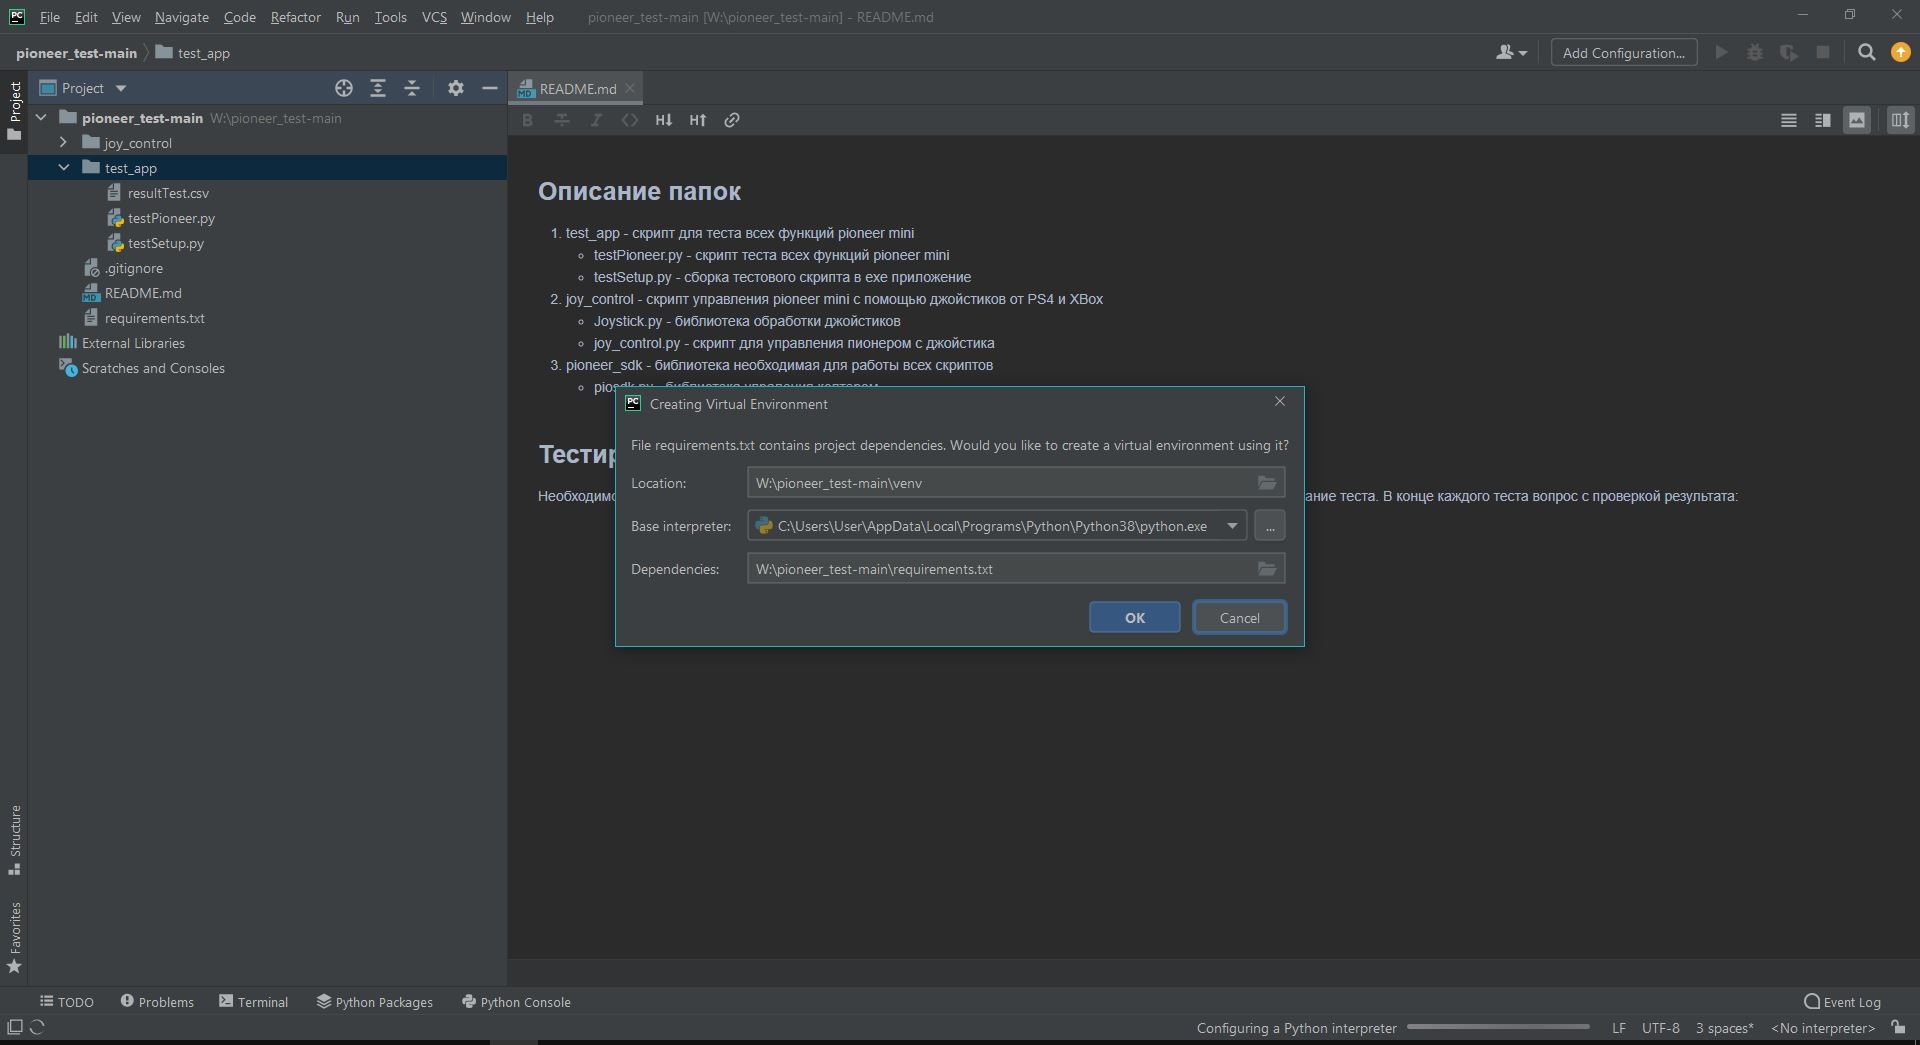 PC File Edit View Navigate Code Refactor Run Tools VCS Window Help pioneer_test-main [W:\pioneer_test-main] - README.md
pioneer_test-main test_app Add Configuration...
Project
Project
README.md
pioneer_test-main W:\pioneer_test-main
joy_control
test_app
resultTest.csv
testPioneer.py
testSetup.py
.gitignore
README.md
requirements.txt
External Libraries
Scratches and Consoles
B I <> H↓ H↑
Описание папок
1. test_app - скрипт для теста всех функций pioneer mini
testPioneer.py - скрипт теста всех функций pioneer mini
testSetup.py - сборка тестового скрипта в exe приложение
2. joy_control - скрипт управления pioneer mini с помощью джойстиков от PS4 и XBox
Joystick.py - библиотека обработки джойстиков
joy_control.py - скрипт для управления пионером с джойстика
3. pioneer_sdk - библиотека необходимая для работы всех скриптов
piosdk.py - библиотека управления коптером
Creating Virtual Environment
File requirements.txt contains project dependencies. Would you like to create a virtual environment using it?
Location: W:\pioneer_test-main\venv
Base interpreter: C:\Users\User\AppData\Local\Programs\Python\Python38\python.exe ...
Dependencies: W:\pioneer_test-main\requirements.txt
OK Cancel
теста. В конце каждого теста вопрос с проверкой результата:
Structure
Favorites
TODO Problems Terminal Python Packages Python Console Event Log
Configuring a Python interpreter LF UTF-8 3 spaces* <No interpreter>